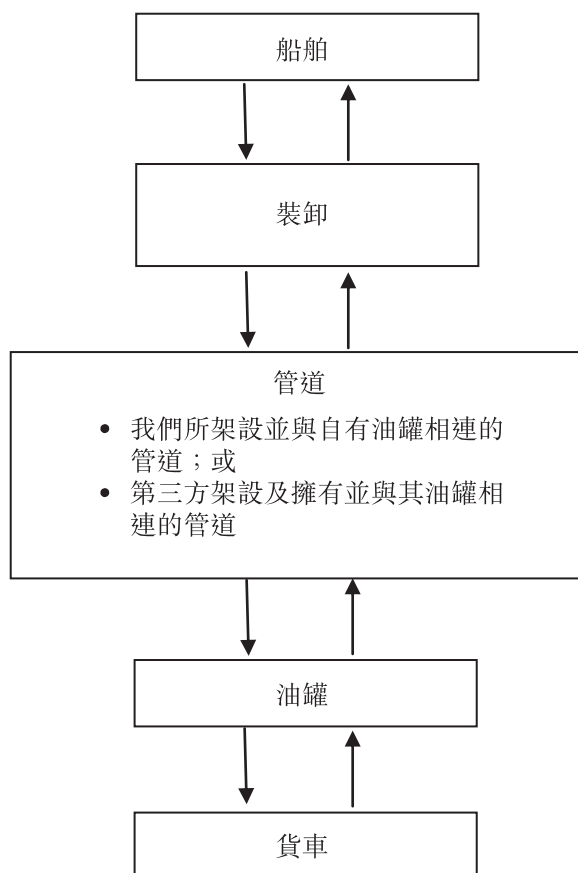 船舶
裝卸
管道
• 我們所架設並與自有油罐相連的
管道；或
• 第三方架設及擁有並與其油罐相
連的管道
油罐
貨車